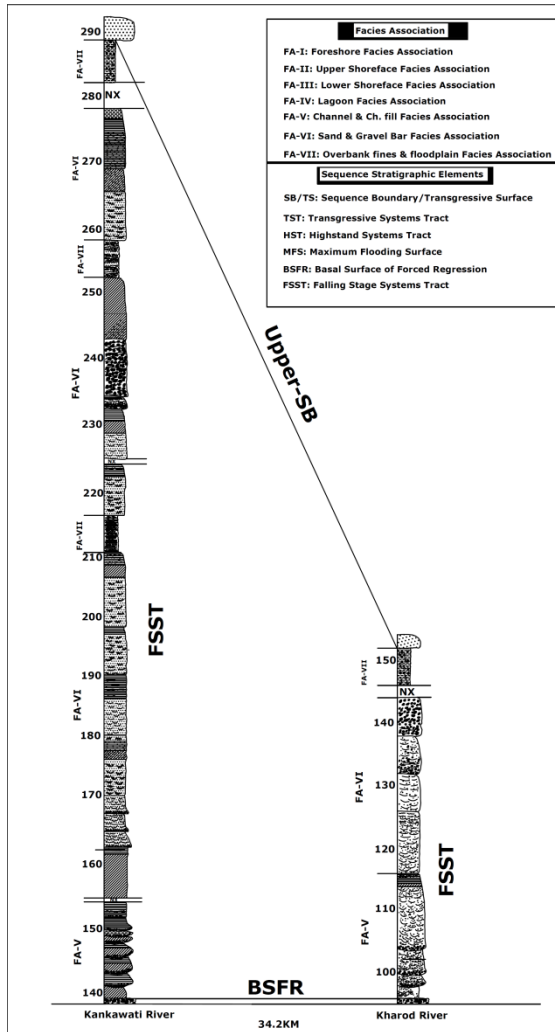 Facies Association
FA-I: Foreshore Facies Association
FA-II: Upper Shoreface Facies Association
FA-III: Lower Shoreface Facies Association
FA-IV: Lagoon Facies Association
FA-V: Channel & Ch. fill Facies Association
FA-VI: Sand & Gravel Bar Facies Association
FA-VII: Overbank fines & floodplain Facies Association
Sequence Stratigraphic Elements
SB/TS: Sequence Boundary/Transgressive Surface
TST: Transgressive Systems Tract
HST: Highstand Systems Tract
MFS: Maximum Flooding Surface
BSFR: Basal Surface of Forced Regression
FSST: Falling Stage Systems Tract
290
FA-VII
280
NX
270
FA-VI
260
FA-VII
250
240
FA-VI
230
NX
220
FA-VII
210
200
190
FA-VI
180
170
160
150
FA-V
140
FSST
Upper-SB
150
FA-VII
NX
140
FA-VI
130
120
110
FA-V
100
FSST
BSFR
Kankawati River
Kharod River
34.2KM